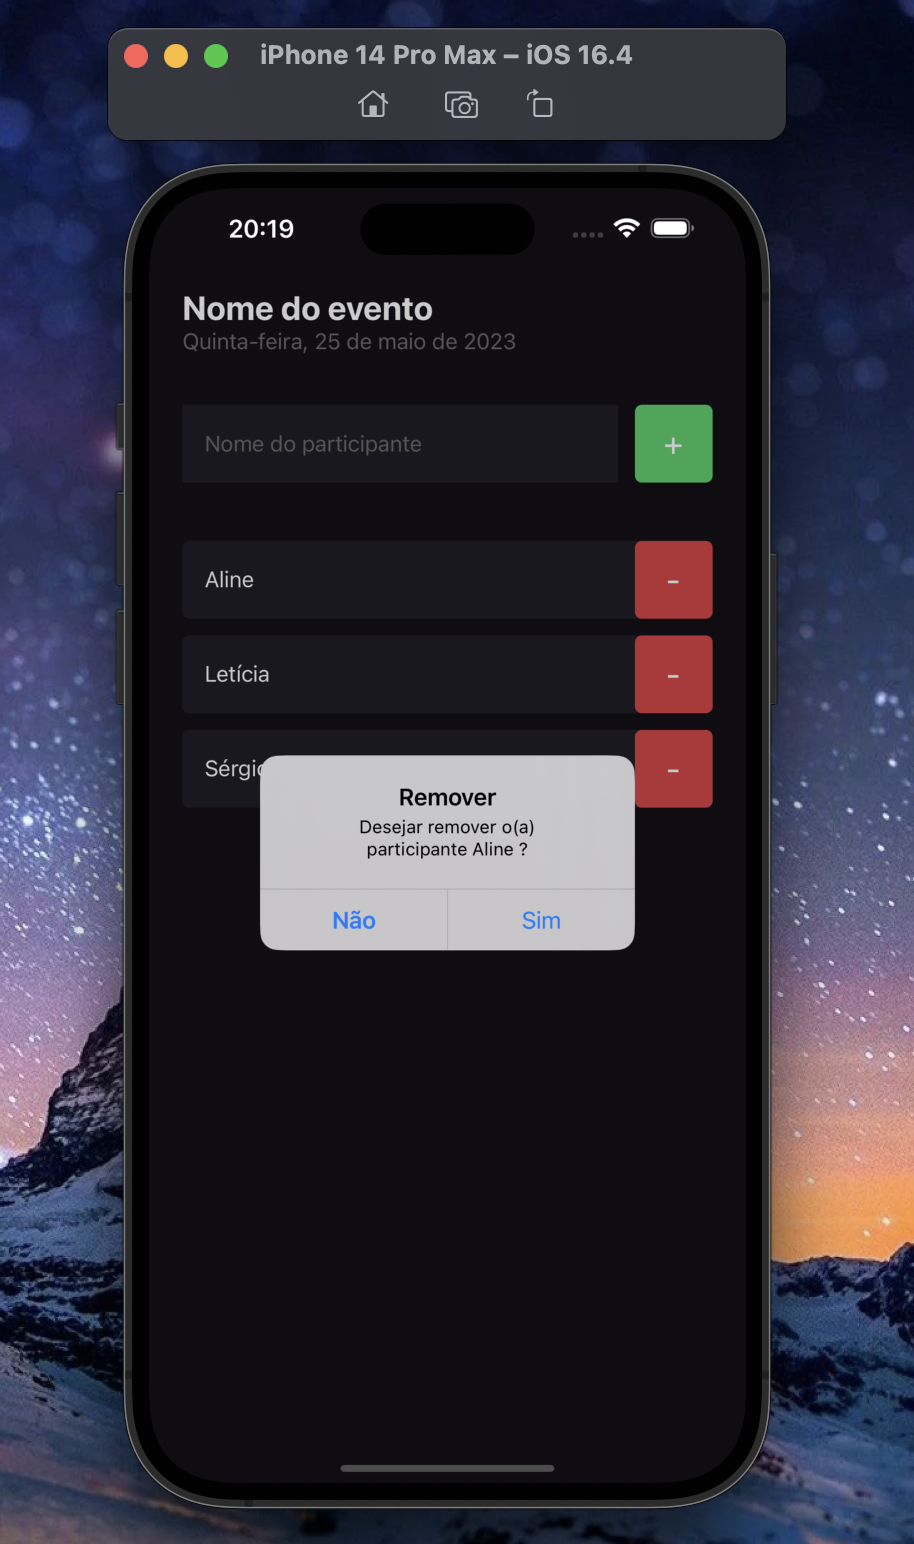 iPhone 14 Pro Max – iOS 16.4
20:19
Nome do evento
Quinta-feira, 25 de maio de 2023
Nome do participante
+
Aline
-
Letícia
-
Sérgio
-
Remover
Desejar remover o(a)
participante Aline ?
Não
Sim